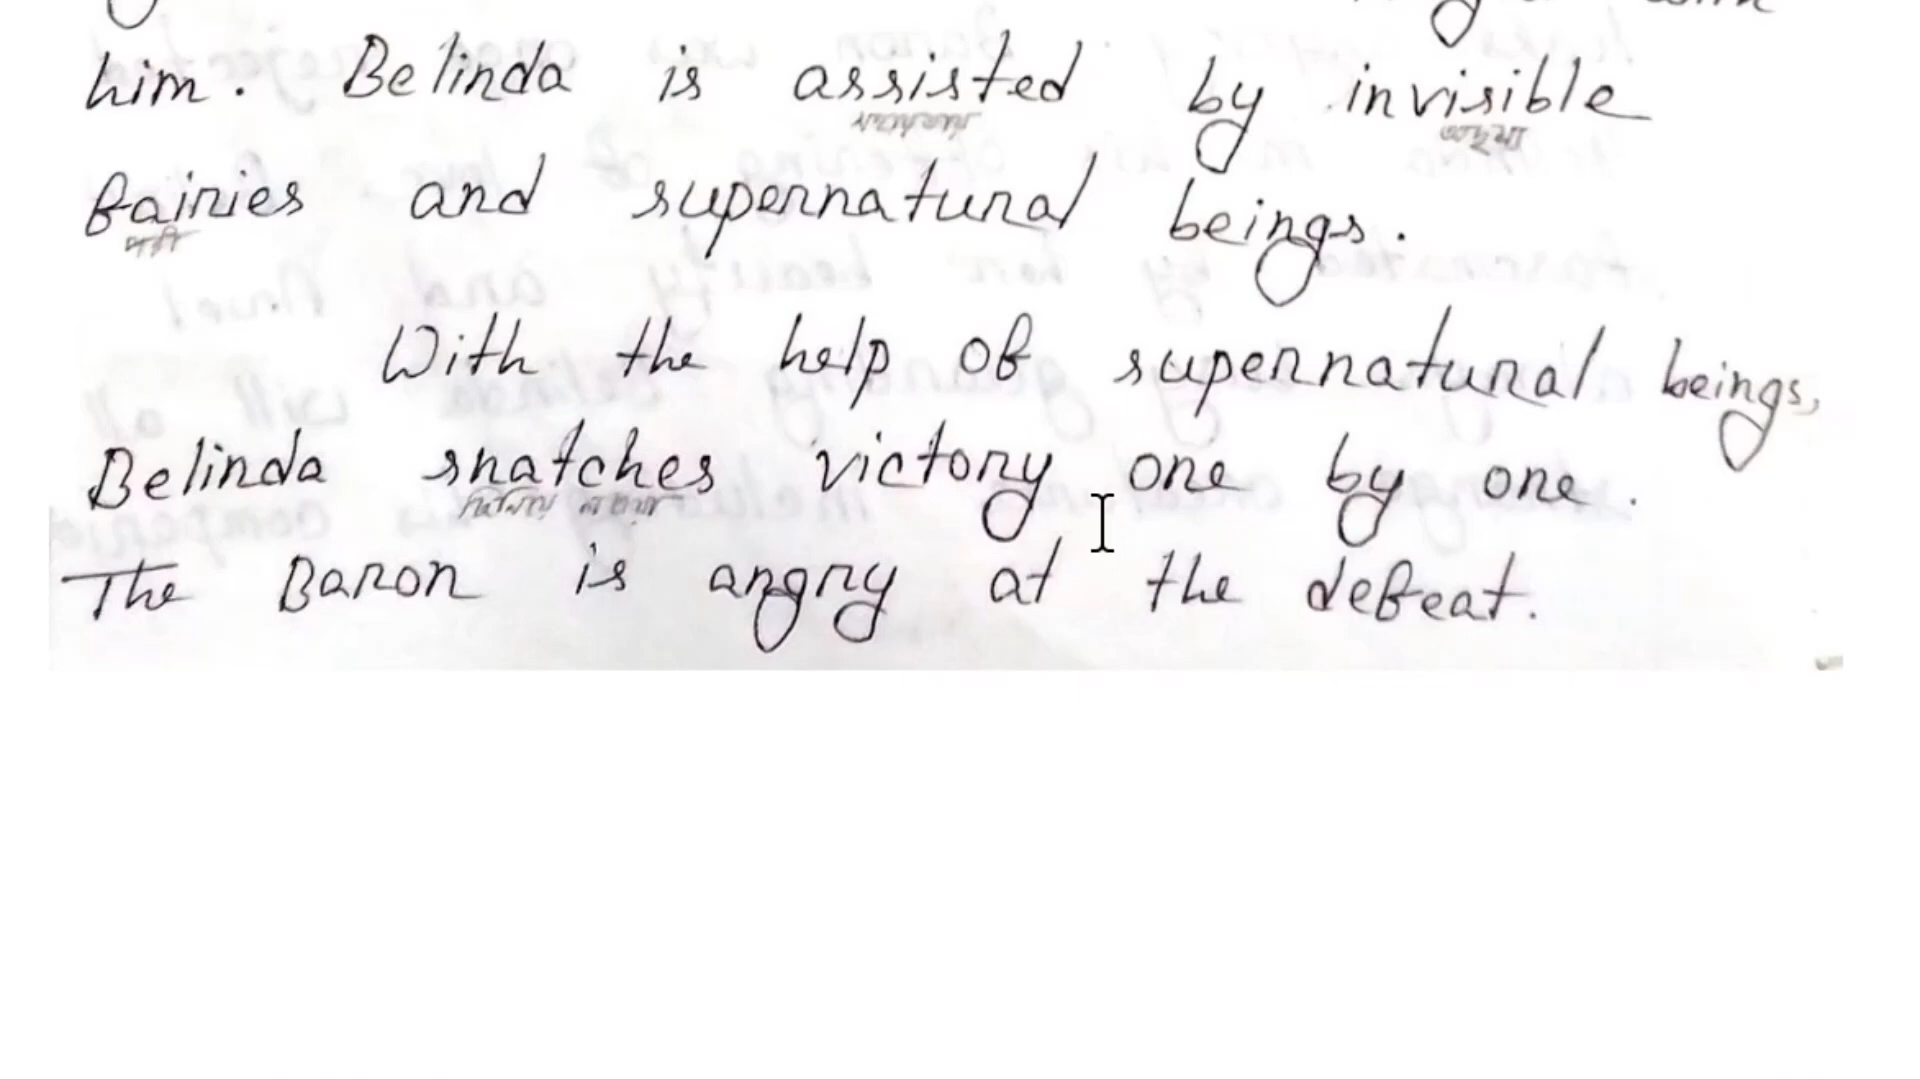 with
him. Belinda is assisted by invisible
fairies and supernatural beings.
With the help of supernatural beings,
Belinda snatches victory one by one.
The Baron is angry at the defeat.